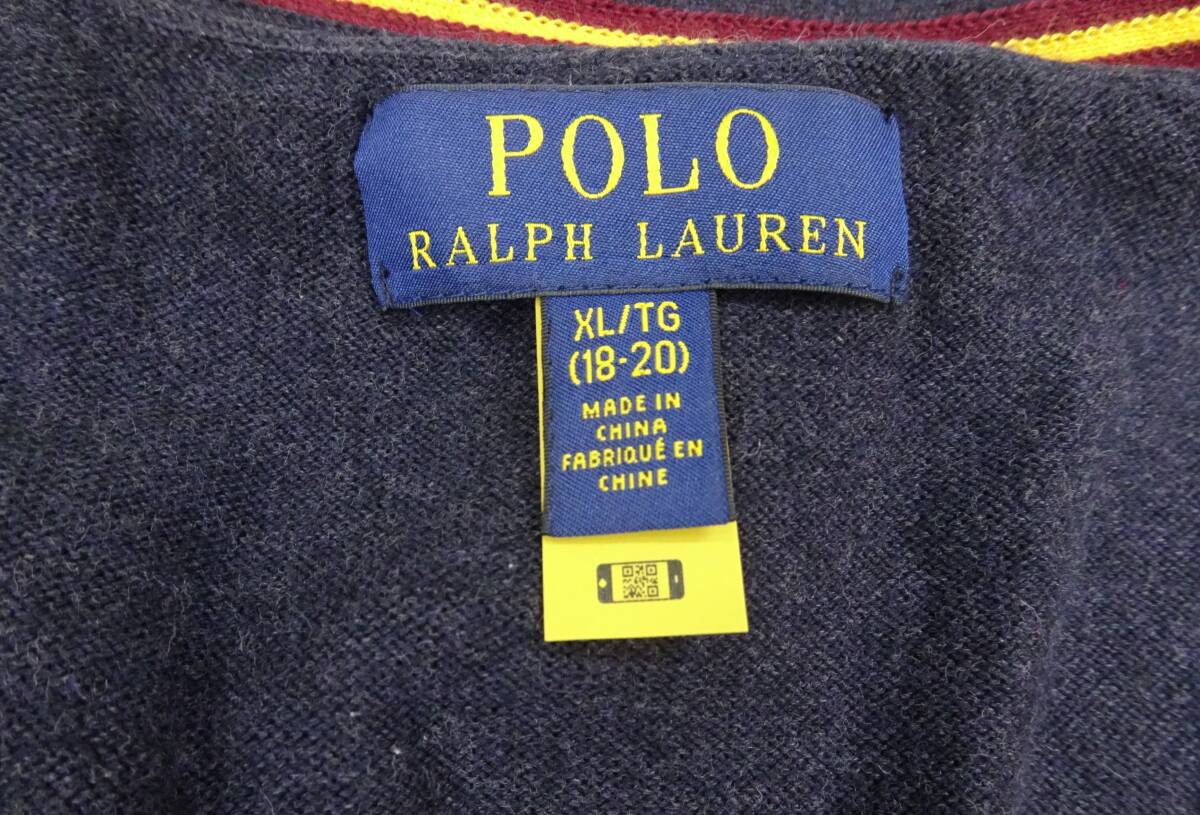 POLO
RALPH LAUREN
XL/TG
(18-20)
MADE IN
CHINA
FABRIQUÉ EN
CHINE